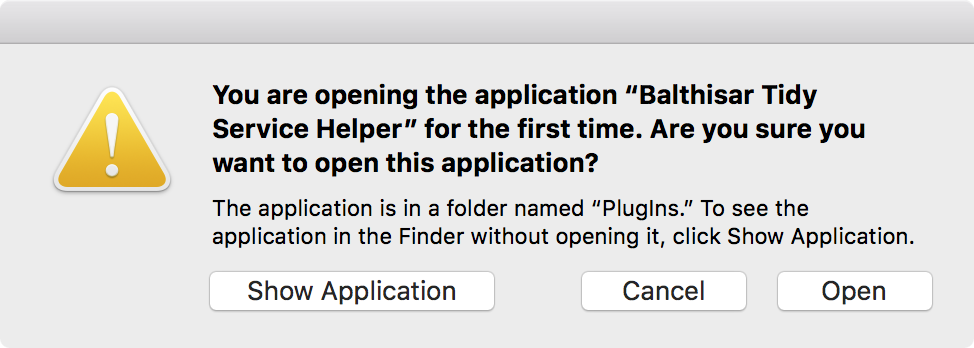 You are opening the application “Balthisar Tidy
Service Helper” for the first time. Are you sure you
want to open this application?
The application is in a folder named “PlugIns.” To see the
application in the Finder without opening it, click Show Application.
Show Application Cancel Open